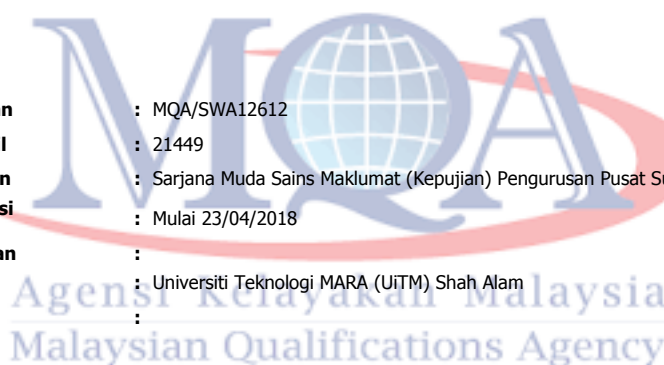 MQA
an : MQA/SWA12612
l : 21449
n : Sarjana Muda Sains Maklumat (Kepujian) Pengurusan Pusat Su
si : Mulai 23/04/2018
an :
: Universiti Teknologi MARA (UiTM) Shah Alam
:
Agensi Kelayakan Malaysia
Malaysian Qualifications Agency